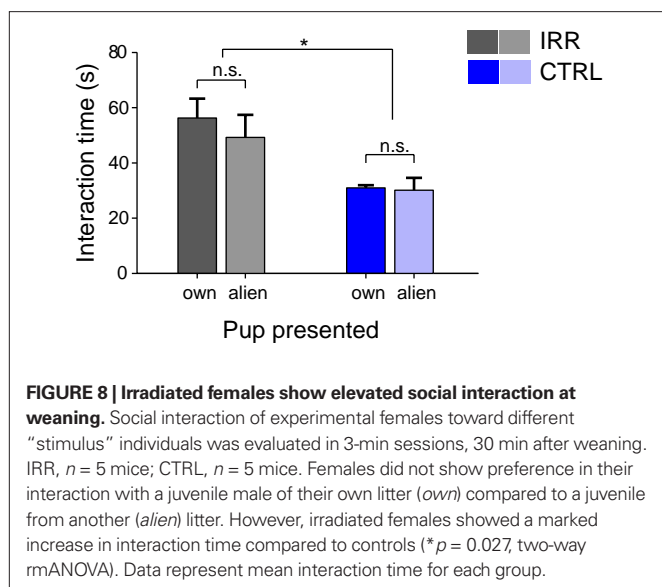 80
60
40
20
0
Interaction time (s)
*
n.s.
n.s.
IRR
CTRL
own alien own alien
Pup presented
FIGURE 8 | Irradiated females show elevated social interaction at
weaning. Social interaction of experimental females toward different
“stimulus” individuals was evaluated in 3-min sessions, 30 min after weaning.
IRR, n = 5 mice; CTRL, n = 5 mice. Females did not show preference in their
interaction with a juvenile male of their own litter (own) compared to a juvenile
from another (alien) litter. However, irradiated females showed a marked
increase in interaction time compared to controls (*p = 0.027, two-way
rmANOVA). Data represent mean interaction time for each group.